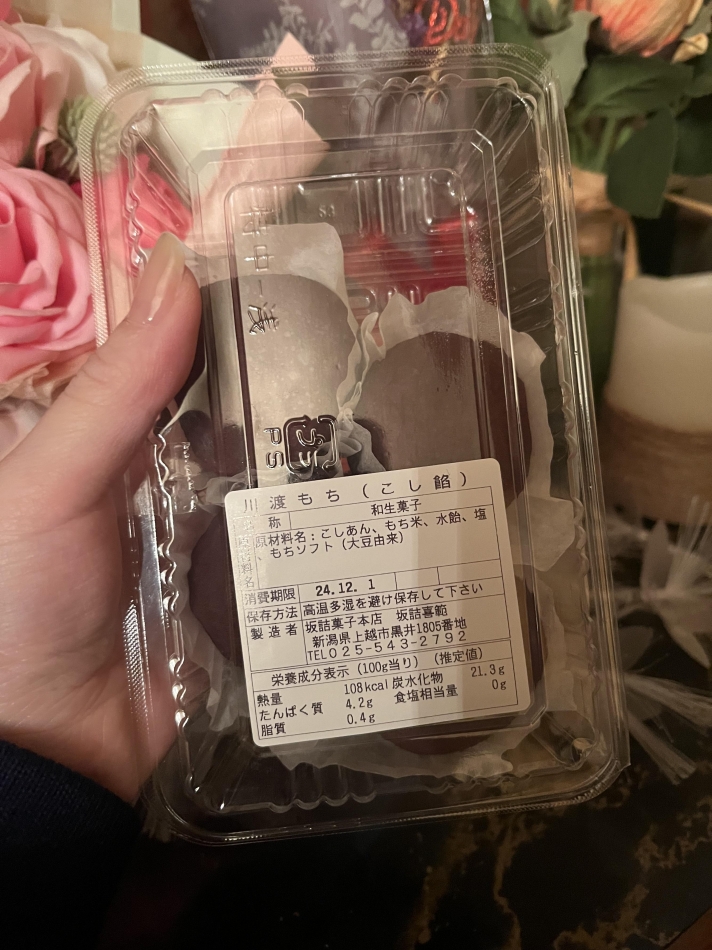 PS
川渡もち（こし餡）
称 和生菓子
原材料名：こしあん、もち米、水飴、塩
、もちソフト（大豆由来）
消費期限 24.12. 1
保存方法 高温多湿を避け保存して下さい
製造者 坂詰菓子本店 坂詰喜範
新潟県上越市黒井1805番地
TEL025-543-2792
栄養成分表示（100g当り）（推定値）
熱量 108kcal 炭水化物 21.3g
たんぱく質 4.2g 食塩相当量 0g
脂質 0.4g